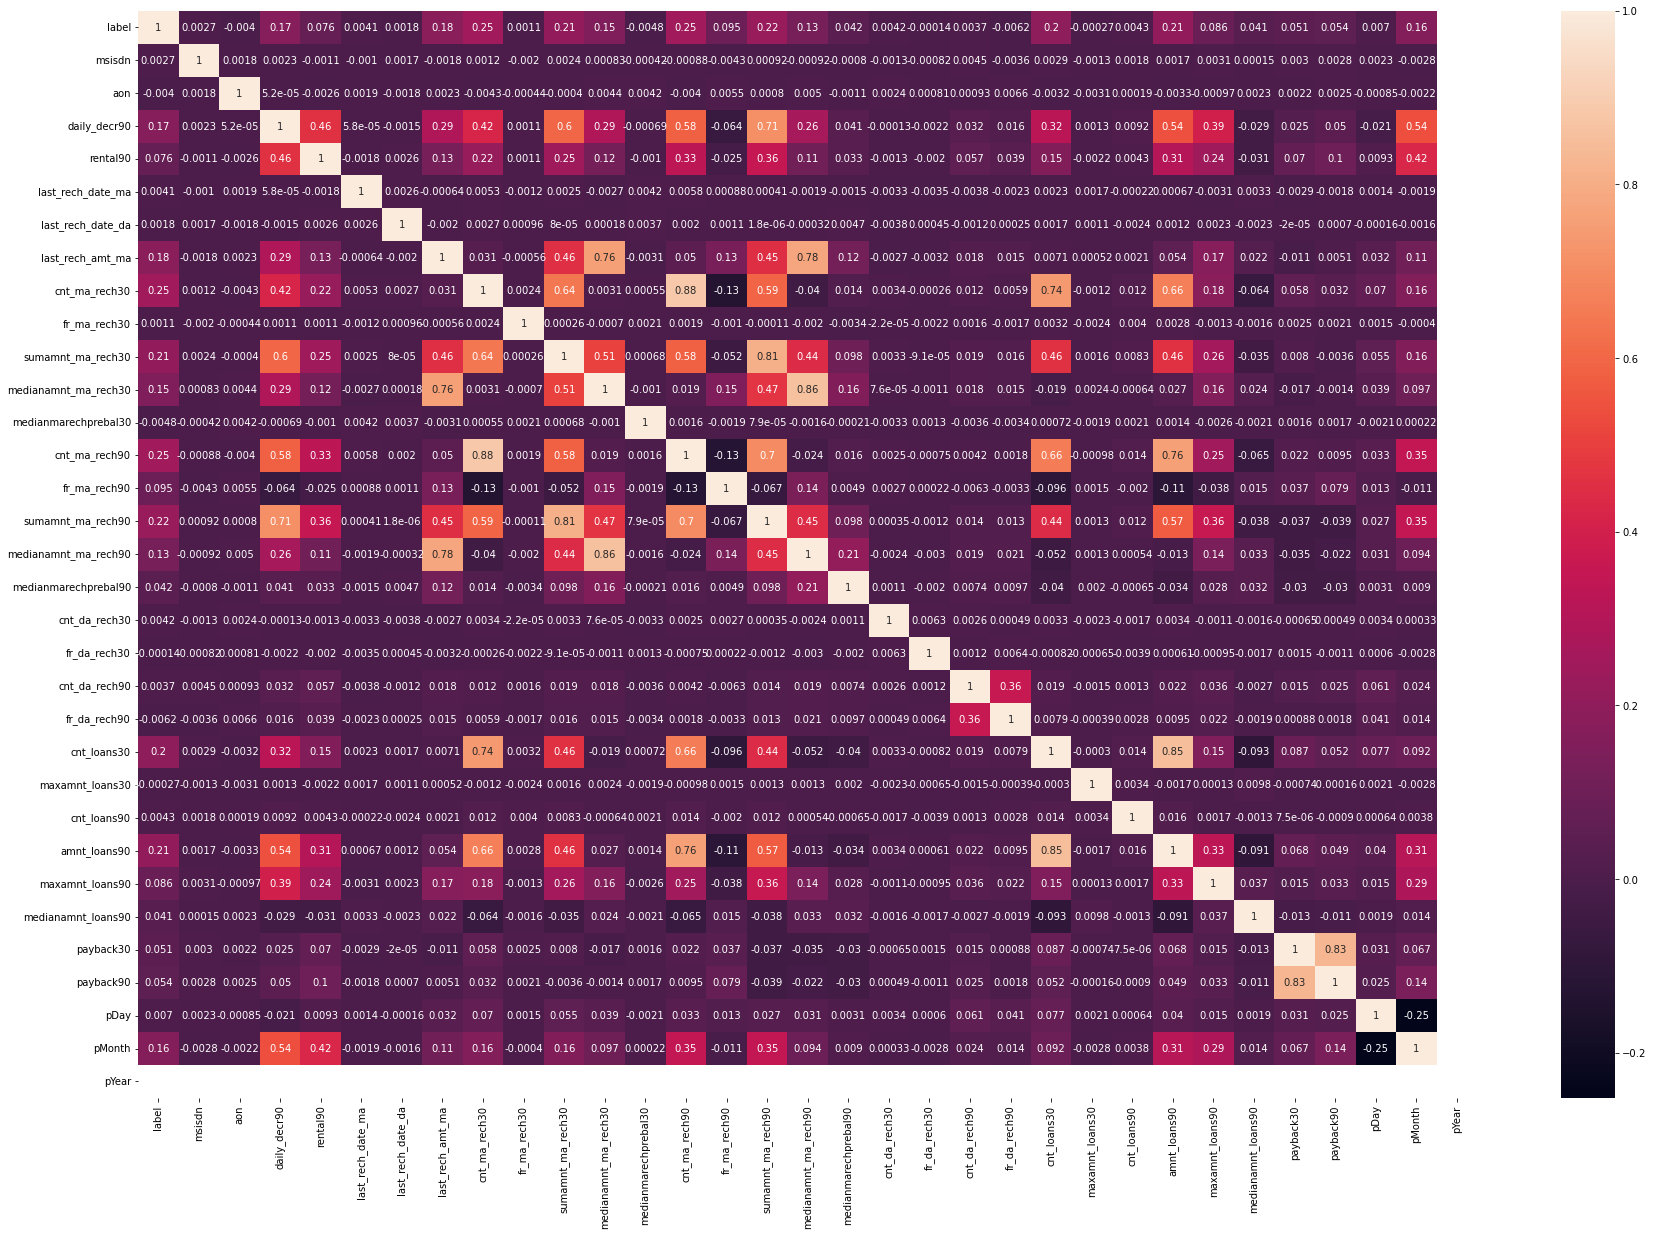 label 1 0.0027 -0.004 0.17 0.076 0.0041 0.0018 0.18 0.25 0.0011 0.21 0.15 -0.0048 0.25 0.095 0.22 0.13 0.042 0.0042 -0.00014 0.0037 -0.0062 0.2 -0.00027 0.0043 0.21 0.086 0.041 0.051 0.054 0.007 0.16
msisdn 0.0027 1 0.0018 0.0023 -0.0011 -0.001 0.0017 -0.0018 0.0012 -0.002 0.0024 0.00083 -0.00042 -0.00088 -0.0043 0.00092 -0.00092 -0.0008 -0.0013 -0.00082 0.0045 -0.0036 0.0029 -0.0013 0.0018 0.0017 0.0031 0.00015 0.003 0.0028 0.0023 -0.0028
aon -0.004 0.0018 1 5.2e-05 -0.0026 0.0019 -0.0018 0.0023 -0.0043 -0.00044 -0.0004 0.0044 0.0042 -0.004 0.0055 0.0008 0.005 -0.0011 0.0024 0.00081 0.00093 0.0066 -0.0032 -0.0031 0.00019 -0.0033 -0.00097 0.0023 0.0022 0.0025 -0.00085 -0.0022
daily_decr90 0.17 0.0023 5.2e-05 1 0.46 5.8e-05 -0.0015 0.29 0.42 0.0011 0.6 0.29 -0.00069 0.58 -0.064 0.71 0.26 0.041 -0.00013 -0.0022 0.032 0.016 0.32 0.0013 0.0092 0.54 0.39 -0.029 0.025 0.05 -0.021 0.54
rental90 0.076 -0.0011 -0.0026 0.46 1 -0.0018 0.0026 0.13 0.22 0.0011 0.25 0.12 -0.001 0.33 -0.025 0.36 0.11 0.033 -0.0013 -0.002 0.057 0.039 0.15 -0.0022 0.0043 0.31 0.24 -0.031 0.07 0.1 0.0093 0.42
last_rech_date_ma 0.0041 -0.001 0.0019 5.8e-05 -0.0018 1 0.0026 -0.00064 0.0053 -0.0012 0.0025 -0.0027 0.0042 0.0058 0.00088 0.00041 -0.0019 -0.0015 -0.0033 -0.0035 -0.0038 -0.0023 0.0023 0.0017 -0.00022 0.00067 -0.0031 0.0033 -0.0029 -0.0018 0.0014 -0.0019
last_rech_date_da 0.0018 0.0017 -0.0018 -0.0015 0.0026 0.0026 1 -0.002 0.0027 0.00096 8e-05 0.00018 0.0037 0.002 0.0011 1.8e-06 -0.00032 0.0047 -0.0038 0.00045 -0.0012 0.00025 0.0017 0.0011 -0.0024 0.0012 0.0023 -0.0023 -2e-05 0.0007 -0.00016 -0.0016
last_rech_amt_ma 0.18 -0.0018 0.0023 0.29 0.13 -0.00064 -0.002 1 0.031 -0.00056 0.46 0.76 -0.0031 0.05 0.13 0.45 0.78 0.12 -0.0027 -0.0032 0.018 0.015 0.0071 0.00052 0.0021 0.054 0.17 0.022 -0.011 0.0051 0.032 0.11
cnt_ma_rech30 0.25 0.0012 -0.0043 0.42 0.22 0.0053 0.0027 0.031 1 0.0024 0.64 0.0031 0.00055 0.88 -0.13 0.59 -0.04 0.014 0.0034 -0.00026 0.012 0.0059 0.74 -0.0012 0.012 0.66 0.18 -0.064 0.058 0.032 0.07 0.16
fr_ma_rech30 0.0011 -0.002 -0.00044 0.0011 0.0011 -0.0012 0.00096 -0.00056 0.0024 1 0.00026 -0.0007 0.0021 0.0019 -0.001 -0.00011 -0.002 -0.0034 -2.2e-05 -0.0022 0.0016 -0.0017 0.0032 -0.0024 0.004 0.0028 -0.0013 -0.0016 0.0025 0.0021 0.0015 -0.0004
sumamnt_ma_rech30 0.21 0.0024 -0.0004 0.6 0.25 0.0025 8e-05 0.46 0.64 0.00026 1 0.51 0.00068 0.58 -0.052 0.81 0.44 0.098 0.0033 -9.1e-05 0.019 0.016 0.46 0.0016 0.0083 0.46 0.26 -0.035 0.008 -0.0036 0.055 0.16
medianamnt_ma_rech30 0.15 0.00083 0.0044 0.29 0.12 -0.0027 0.00018 0.76 0.0031 -0.0007 0.51 1 -0.001 0.019 0.15 0.47 0.86 0.16 7.6e-05 -0.0011 0.018 0.015 -0.019 0.0024 -0.00064 0.027 0.16 0.024 -0.017 -0.0014 0.039 0.097
medianmarechprebal30 -0.0048 -0.00042 0.0042 -0.00069 -0.001 0.0042 0.0037 -0.0031 0.00055 0.0021 0.00068 -0.001 1 0.0016 -0.0019 7.9e-05 -0.0016 -0.00021 -0.0033 0.0013 -0.0036 -0.0034 0.00072 -0.0019 0.0021 0.0014 -0.0026 -0.0021 0.0016 0.0017 -0.0021 0.00022
cnt_ma_rech90 0.25 -0.00088 -0.004 0.58 0.33 0.0058 0.002 0.05 0.88 0.0019 0.58 0.019 0.0016 1 -0.13 0.7 -0.024 0.016 0.0025 -0.00075 0.0042 0.0018 0.66 -0.00098 0.014 0.76 0.25 -0.065 0.022 0.0095 0.033 0.35
fr_ma_rech90 0.095 -0.0043 0.0055 -0.064 -0.025 0.00088 0.0011 0.13 -0.13 -0.001 -0.052 0.15 -0.0019 -0.13 1 -0.067 0.14 0.0049 0.0027 0.00022 -0.0063 -0.0033 -0.096 0.0015 -0.002 -0.11 -0.038 0.015 0.037 0.079 0.013 -0.011
sumamnt_ma_rech90 0.22 0.00092 0.0008 0.71 0.36 0.00041 1.8e-06 0.45 0.59 -0.00011 0.81 0.47 7.9e-05 0.7 -0.067 1 0.45 0.098 0.00035 -0.0012 0.014 0.013 0.44 0.0013 0.012 0.57 0.36 -0.038 -0.037 -0.039 0.027 0.35
medianamnt_ma_rech90 0.13 -0.00092 0.005 0.26 0.11 -0.0019 -0.00032 0.78 -0.04 -0.002 0.44 0.86 -0.0016 -0.024 0.14 0.45 1 0.21 -0.0024 -0.003 0.019 0.021 -0.052 0.0013 0.00054 -0.013 0.14 0.033 -0.035 -0.022 0.031 0.094
medianmarechprebal90 0.042 -0.0008 -0.0011 0.041 0.033 -0.0015 0.0047 0.12 0.014 -0.0034 0.098 0.16 -0.00021 0.016 0.0049 0.098 0.21 1 0.0011 -0.002 0.0074 0.0097 -0.04 0.002 -0.00065 -0.034 0.028 0.032 -0.03 -0.03 0.0031 0.009
cnt_da_rech30 0.0042 -0.0013 0.0024 -0.00013 -0.0013 -0.0033 -0.0038 -0.0027 0.0034 -2.2e-05 0.0033 7.6e-05 -0.0033 0.0025 0.0027 0.00035 -0.0024 0.0011 1 0.0063 0.0026 0.00049 0.0033 -0.0023 -0.0017 0.0034 -0.0011 -0.0016 -0.00065 0.00049 0.0034 0.00033
fr_da_rech30 -0.00014 -0.00082 0.00081 -0.0022 -0.002 -0.0035 0.00045 -0.0032 -0.00026 -0.0022 -9.1e-05 -0.0011 0.0013 -0.00075 0.00022 -0.0012 -0.003 -0.002 0.0063 1 0.0012 0.0064 -0.00082 -0.00065 -0.0039 0.00061 -0.00095 -0.0017 0.0015 -0.0011 0.0006 -0.0028
cnt_da_rech90 0.0037 0.0045 0.00093 0.032 0.057 -0.0038 -0.0012 0.018 0.012 0.0016 0.019 0.018 -0.0036 0.0042 -0.0063 0.014 0.019 0.0074 0.0026 0.0012 1 0.36 0.019 -0.0015 0.0013 0.022 0.036 -0.0027 0.015 0.025 0.061 0.024
fr_da_rech90 -0.0062 -0.0036 0.0066 0.016 0.039 -0.0023 0.00025 0.015 0.0059 -0.0017 0.016 0.015 -0.0034 0.0018 -0.0033 0.013 0.021 0.0097 0.00049 0.0064 0.36 1 0.0079 -0.00039 0.0028 0.0095 0.022 -0.0019 0.00088 0.0018 0.041 0.014
cnt_loans30 0.2 0.0029 -0.0032 0.32 0.15 0.0023 0.0017 0.0071 0.74 0.0032 0.46 -0.019 0.00072 0.66 -0.096 0.44 -0.052 -0.04 0.0033 -0.00082 0.019 0.0079 1 -0.0003 0.014 0.85 0.15 -0.093 0.087 0.052 0.077 0.092
maxamnt_loans30 -0.00027 -0.0013 -0.0031 0.0013 -0.0022 0.0017 0.0011 0.00052 -0.0012 -0.0024 0.0016 0.0024 -0.0019 -0.00098 0.0015 0.0013 0.0013 0.002 -0.0023 -0.00065 -0.0015 -0.00039 -0.0003 1 0.0034 -0.0017 0.00013 0.0098 -0.00074 -0.00016 0.0021 -0.0028
cnt_loans90 0.0043 0.0018 0.00019 0.0092 0.0043 -0.00022 -0.0024 0.0021 0.012 0.004 0.0083 -0.00064 0.0021 0.014 -0.002 0.012 0.00054 -0.00065 -0.0017 -0.0039 0.0013 0.0028 0.014 0.0034 1 0.016 0.0017 -0.0013 7.5e-06 -0.0009 0.00064 0.0038
amnt_loans90 0.21 0.0017 -0.0033 0.54 0.31 0.00067 0.0012 0.054 0.66 0.0028 0.46 0.027 0.0014 0.76 -0.11 0.57 -0.013 -0.034 0.0034 0.00061 0.022 0.0095 0.85 -0.0017 0.016 1 0.33 -0.091 0.068 0.049 0.04 0.31
maxamnt_loans90 0.086 0.0031 -0.00097 0.39 0.24 -0.0031 0.0023 0.17 0.18 -0.0013 0.26 0.16 -0.0026 0.25 -0.038 0.36 0.14 0.028 -0.0011 -0.00095 0.036 0.022 0.15 0.00013 0.0017 0.33 1 0.037 0.015 0.033 0.015 0.29
medianamnt_loans90 0.041 0.00015 0.0023 -0.029 -0.031 0.0033 -0.0023 0.022 -0.064 -0.0016 -0.035 0.024 -0.0021 -0.065 0.015 -0.038 0.033 0.032 -0.0016 -0.0017 -0.0027 -0.0019 -0.093 0.0098 -0.0013 -0.091 0.037 1 -0.013 -0.011 0.0019 0.014
payback30 0.051 0.003 0.0022 0.025 0.07 -0.0029 -2e-05 -0.011 0.058 0.0025 0.008 -0.017 0.0016 0.022 0.037 -0.037 -0.035 -0.03 -0.00065 0.0015 0.015 0.00088 0.087 -0.00074 7.5e-06 0.068 0.015 -0.013 1 0.83 0.031 0.067
payback90 0.054 0.0028 0.0025 0.05 0.1 -0.0018 0.0007 0.0051 0.032 0.0021 -0.0036 -0.0014 0.0017 0.0095 0.079 -0.039 -0.022 -0.03 0.00049 -0.0011 0.025 0.0018 0.052 -0.00016 -0.0009 0.049 0.033 -0.011 0.83 1 0.025 0.14
pDay 0.007 0.0023 -0.00085 -0.021 0.0093 0.0014 -0.00016 0.032 0.07 0.0015 0.055 0.039 -0.0021 0.033 0.013 0.027 0.031 0.0031 0.0034 0.0006 0.061 0.041 0.077 0.0021 0.00064 0.04 0.015 0.0019 0.031 0.025 1 -0.25
pMonth 0.16 -0.0028 -0.0022 0.54 0.42 -0.0019 -0.0016 0.11 0.16 -0.0004 0.16 0.097 0.00022 0.35 -0.011 0.35 0.094 0.009 0.00033 -0.0028 0.024 0.014 0.092 -0.0028 0.0038 0.31 0.29 0.014 0.067 0.14 -0.25 1
pYear
label
msisdn
aon
daily_decr90
rental90
last_rech_date_ma
last_rech_date_da
last_rech_amt_ma
cnt_ma_rech30
fr_ma_rech30
sumamnt_ma_rech30
medianamnt_ma_rech30
medianmarechprebal30
cnt_ma_rech90
fr_ma_rech90
sumamnt_ma_rech90
medianamnt_ma_rech90
medianmarechprebal90
cnt_da_rech30
fr_da_rech30
cnt_da_rech90
fr_da_rech90
cnt_loans30
maxamnt_loans30
cnt_loans90
amnt_loans90
maxamnt_loans90
medianamnt_loans90
payback30
payback90
pDay
pMonth
pYear
1.0
0.8
0.6
0.4
0.2
0.0
−0.2